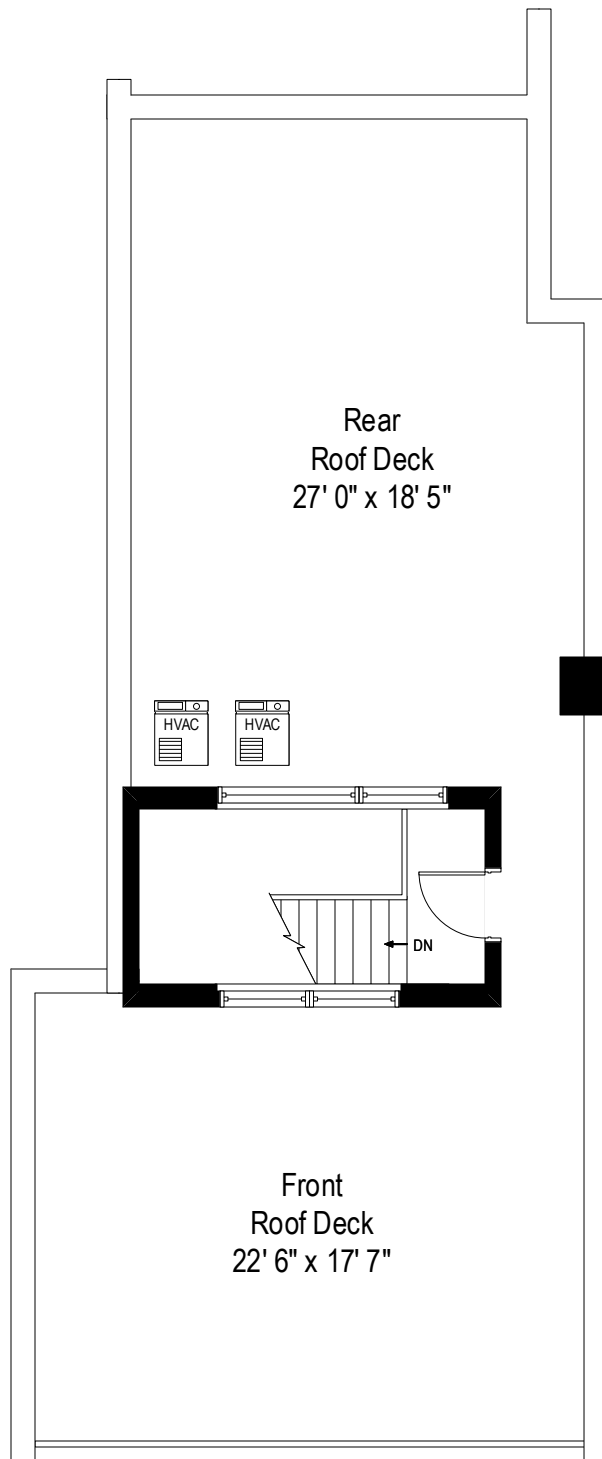 Rear
Roof Deck
27' 0" x 18' 5"
HVAC HVAC
DN
Front
Roof Deck
22' 6" x 17' 7"